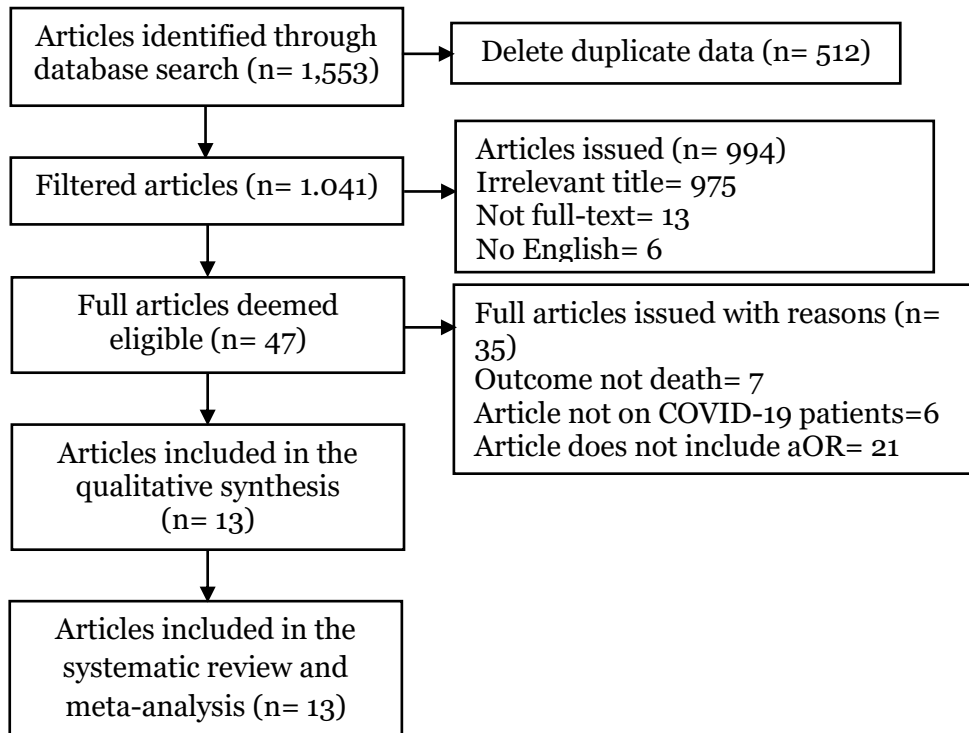 Articles identified through
database search (n= 1,553)
Delete duplicate data (n= 512)
Filtered articles (n= 1.041)
Articles issued (n= 994)
Irrelevant title= 975
Not full-text= 13
No English= 6
Full articles deemed
eligible (n= 47)
Full articles issued with reasons (n=
35)
Outcome not death= 7
Article not on COVID-19 patients=6
Article does not include aOR= 21
Articles included in the
qualitative synthesis
(n= 13)
Articles included in the
systematic review and
meta-analysis (n= 13)